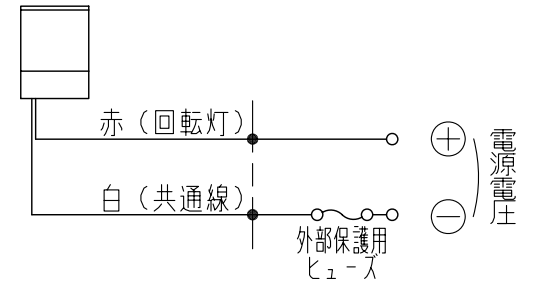 赤（回転灯）
白（共通線）
外部保護用
ヒューズ
＋
－
電源電圧